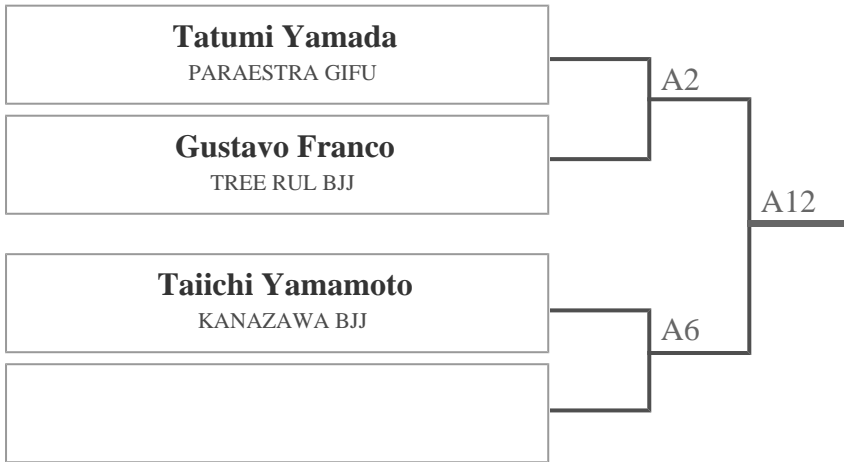 Tatumi Yamada
PARAESTRA GIFU
A2
Gustavo Franco
TREE RUL BJJ
A12
Taiichi Yamamoto
KANAZAWA BJJ
A6